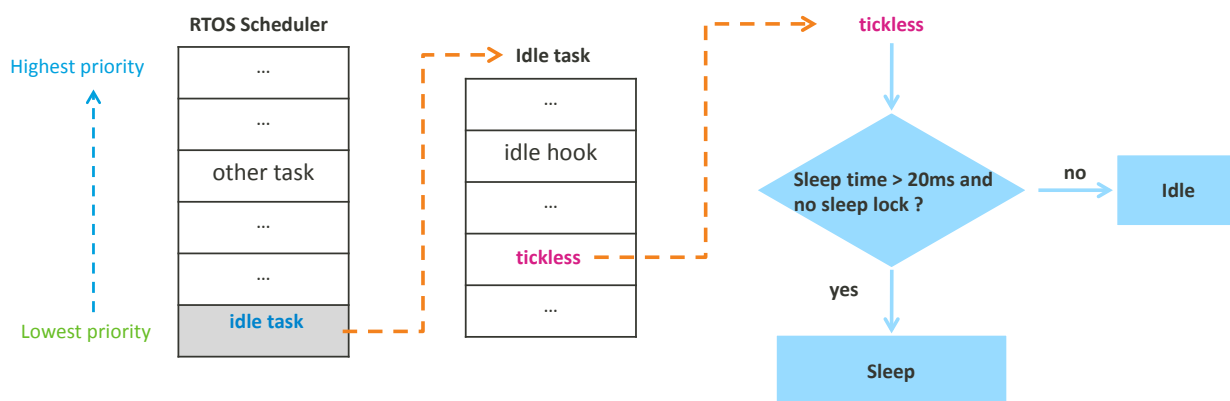 RTOS Scheduler
Highest priority
...
...
other task
...
...
idle task
Lowest priority
Idle task
...
idle hook
...
tickless
...
tickless
Sleep time > 20ms and
no sleep lock ?
no
Idle
yes
Sleep